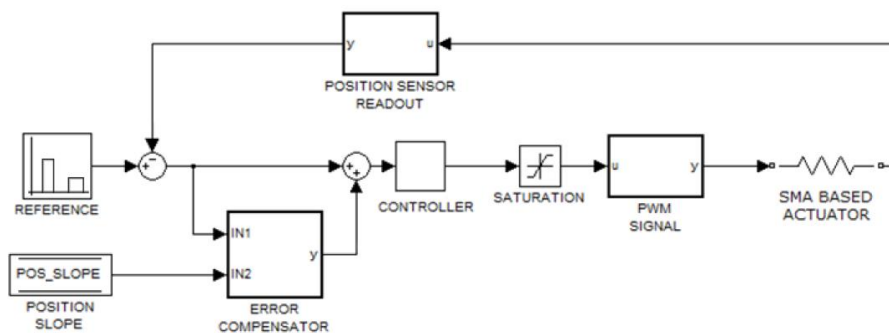 y
u
POSITION SENSOR
READOUT
−
+
REFERENCE
+
+
CONTROLLER
SATURATION
u
y
PWM
SIGNAL
SMA BASED
ACTUATOR
IN1
IN2
y
ERROR
COMPENSATOR
POS_SLOPE
POSITION
SLOPE